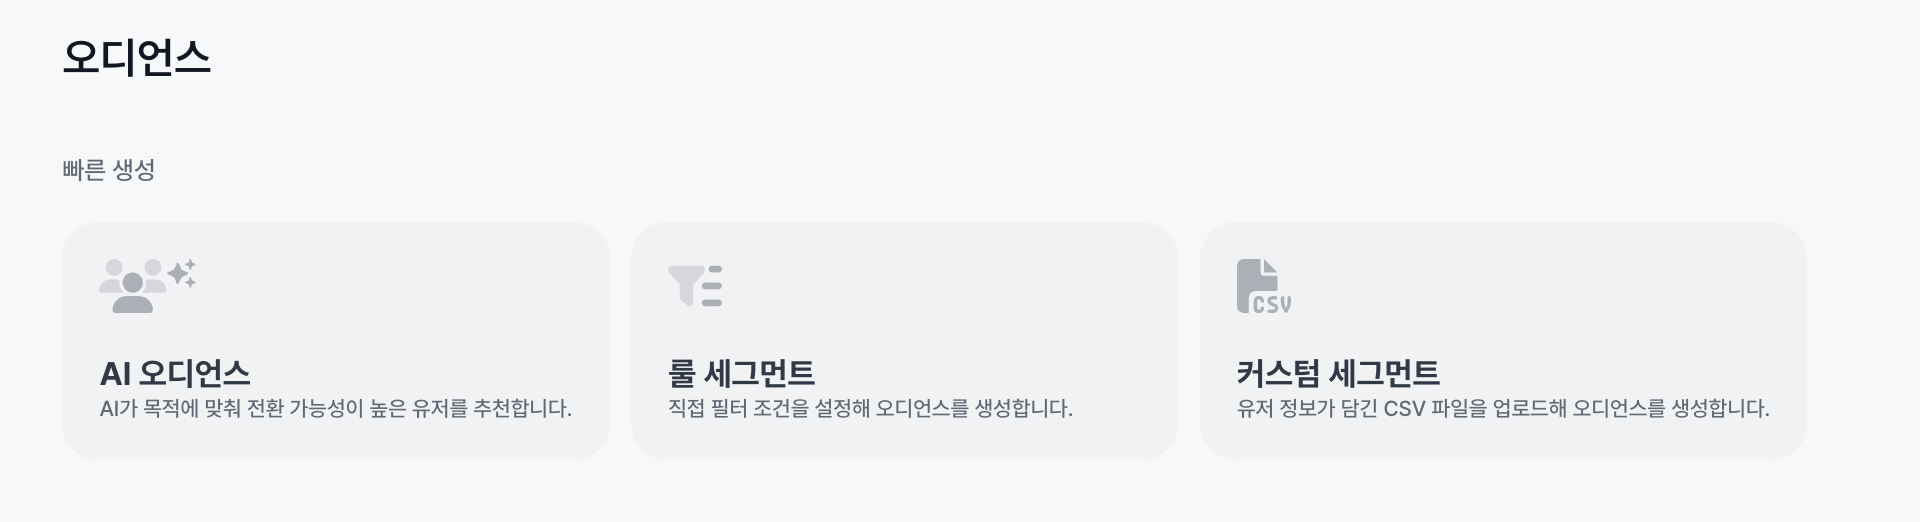 오디언스
빠른 생성
AI 오디언스
AI가 목적에 맞춰 전환 가능성이 높은 유저를 추천합니다.
룰 세그먼트
직접 필터 조건을 설정해 오디언스를 생성합니다.
CSV
커스텀 세그먼트
유저 정보가 담긴 CSV 파일을 업로드해 오디언스를 생성합니다.